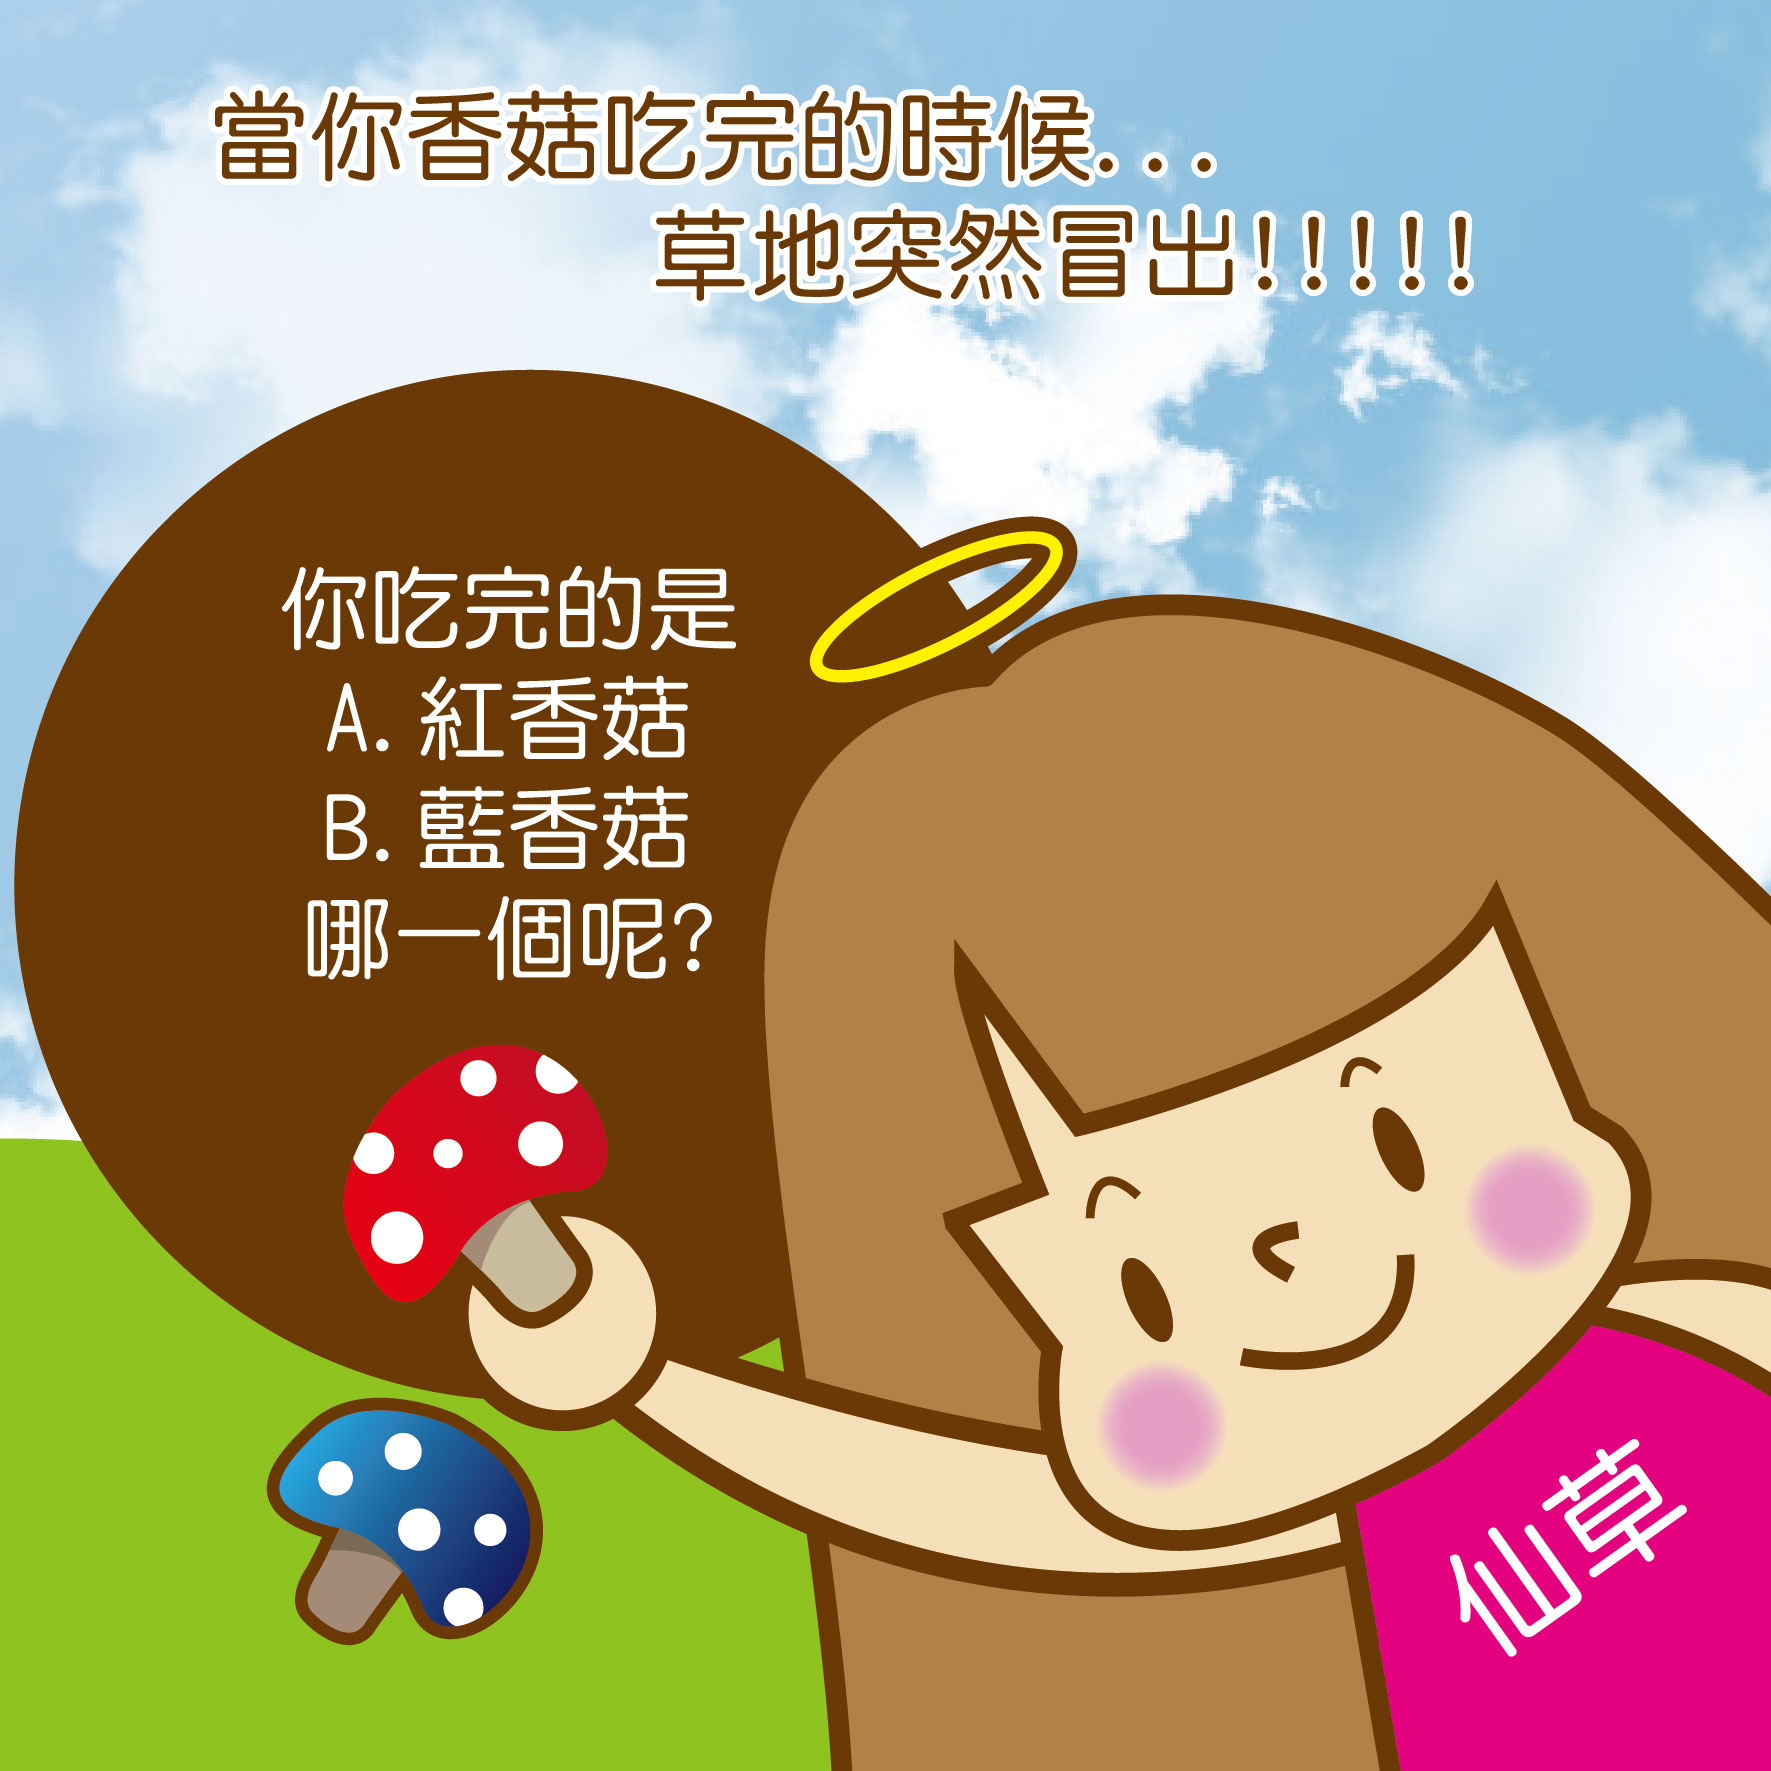 當你香菇吃完的時候...
草地突然冒出!!!!!
你吃完的是
A. 紅香菇
B. 藍香菇
哪一個呢?
仙草